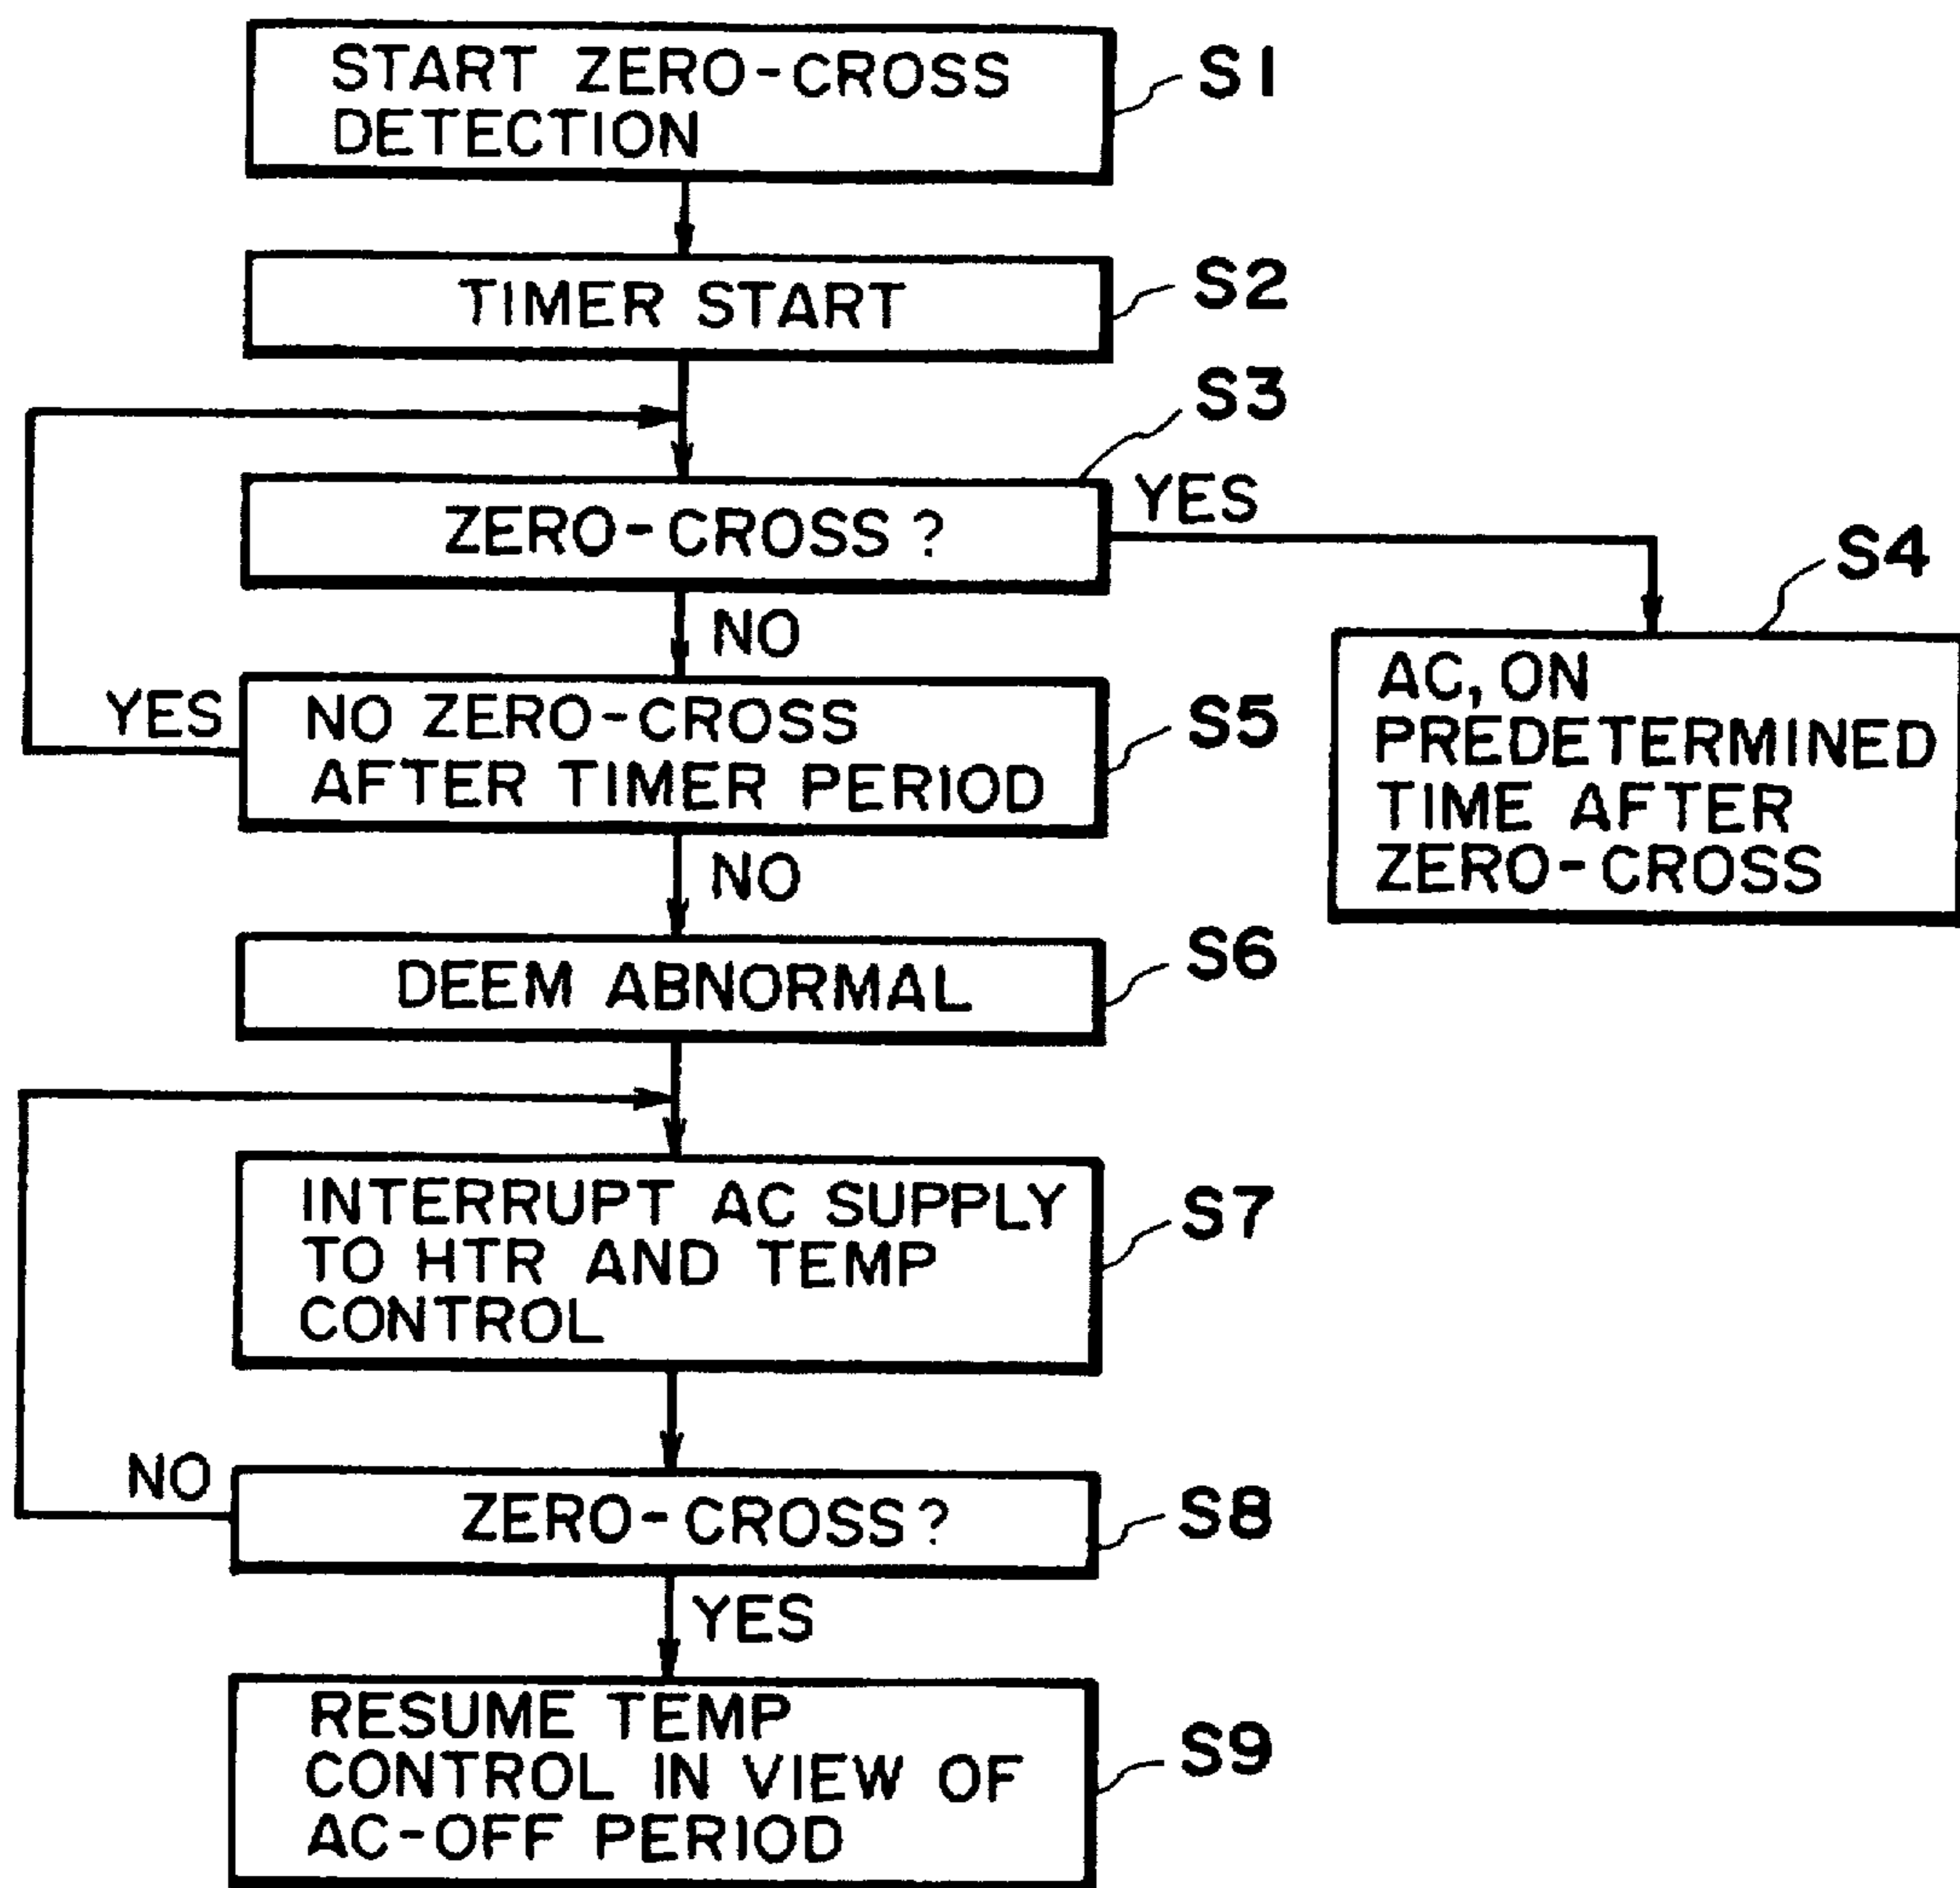 START ZERO-CROSS
DETECTION
S1
TIMER START
S2
S3
ZERO-CROSS ?
YES
S4
NO
AC, ON
PREDETERMINED
TIME AFTER
ZERO-CROSS
YES
NO ZERO-CROSS
AFTER TIMER PERIOD
S5
NO
DEEM ABNORMAL
S6
INTERRUPT AC SUPPLY
TO HTR AND TEMP
CONTROL
S7
NO
ZERO-CROSS?
S8
YES
RESUME TEMP
CONTROL IN VIEW OF
AC-OFF PERIOD
S9